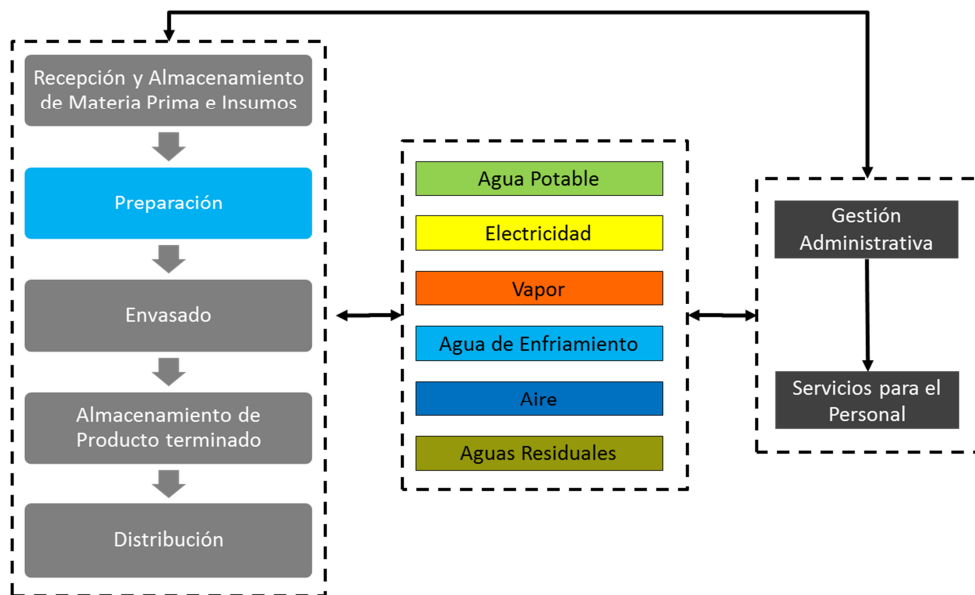 Recepción y Almacenamiento
de Materia Prima e Insumos
Preparación
Envasado
Almacenamiento de
Producto terminado
Distribución
Agua Potable
Electricidad
Vapor
Agua de Enfriamiento
Aire
Aguas Residuales
Gestión
Administrativa
Servicios para el
Personal